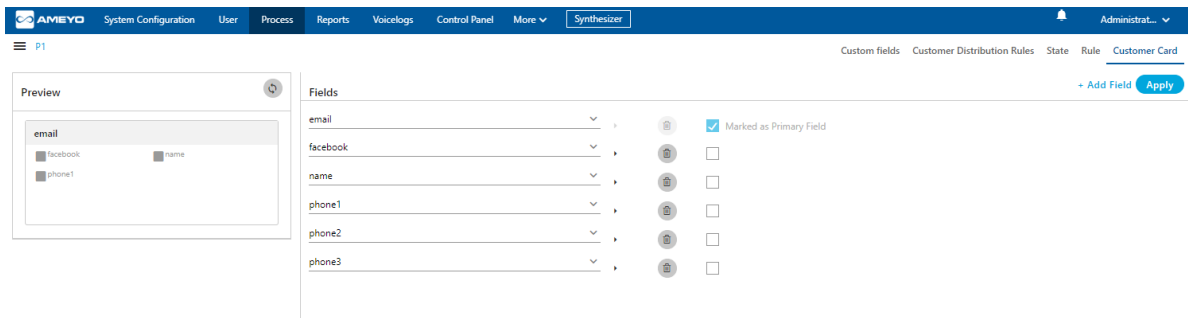 AMEYO System Configuration User Process Reports Voicelogs Control Panel More Synthesizer Administrat...
P1 Custom fields Customer Distribution Rules State Rule Customer Card
Preview
Fields
+ Add Field Apply
email
facebook name
phone1
email Marked as Primary Field
facebook
name
phone1
phone2
phone3